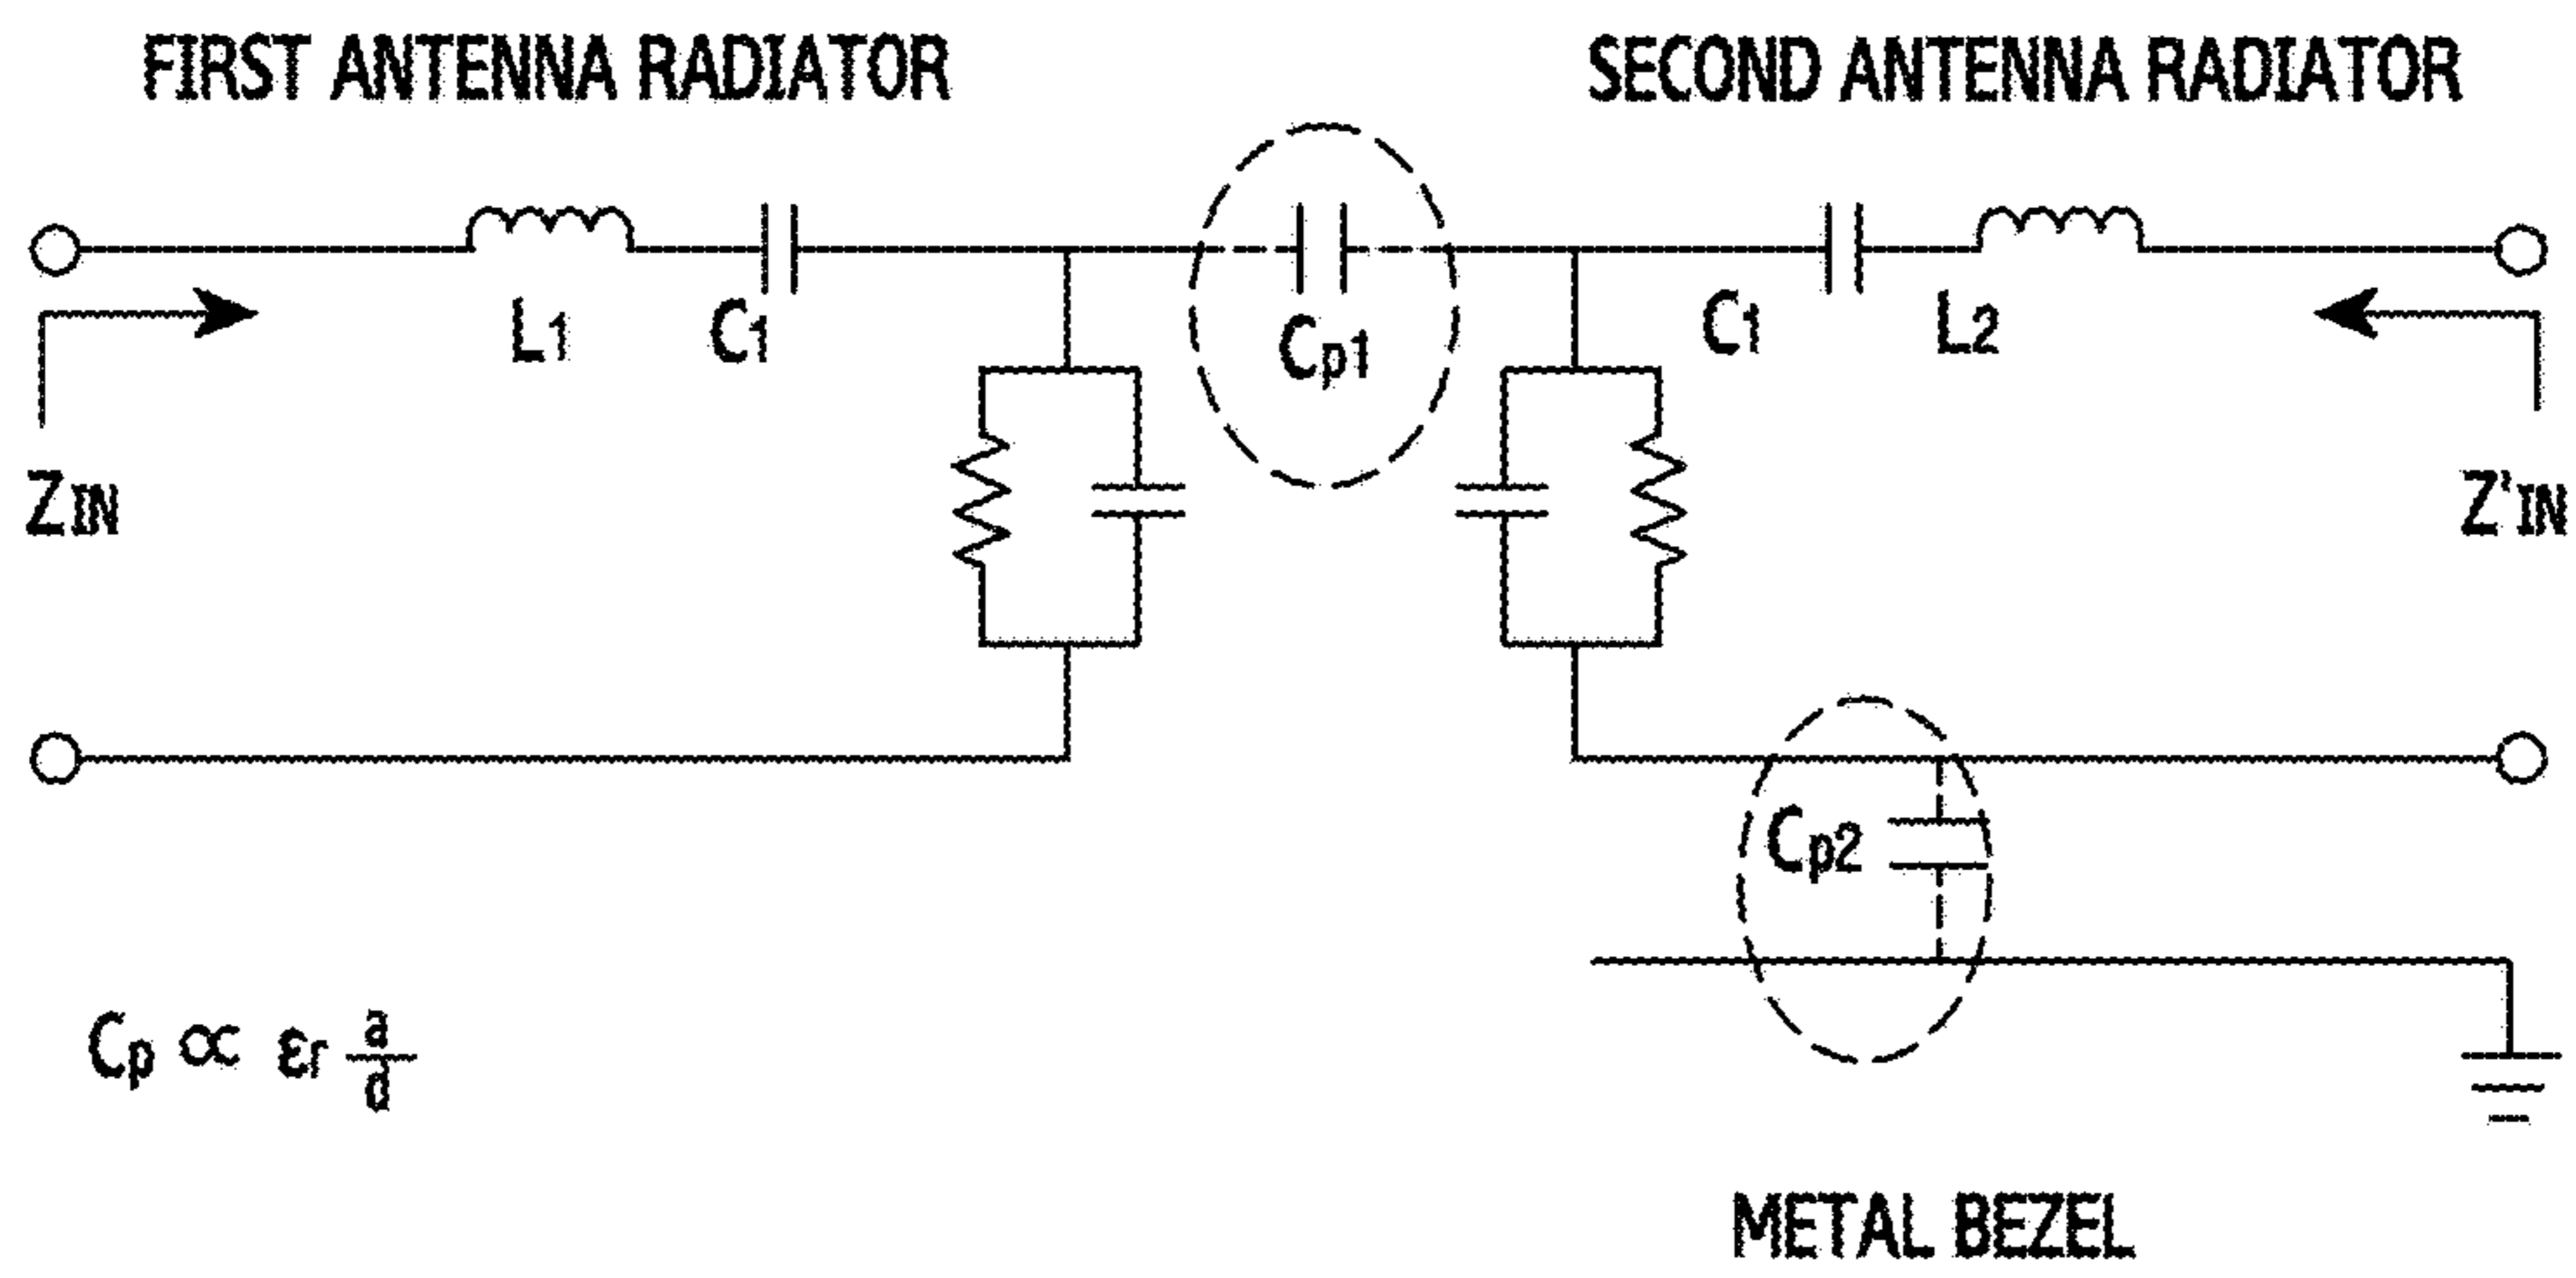 FIRST ANTENNA RADIATOR
SECOND ANTENNA RADIATOR
L1
C1
Cp1
C1
L2
ZIN
Z'IN
Cp2
Cp ∝ εr a/d
METAL BEZEL